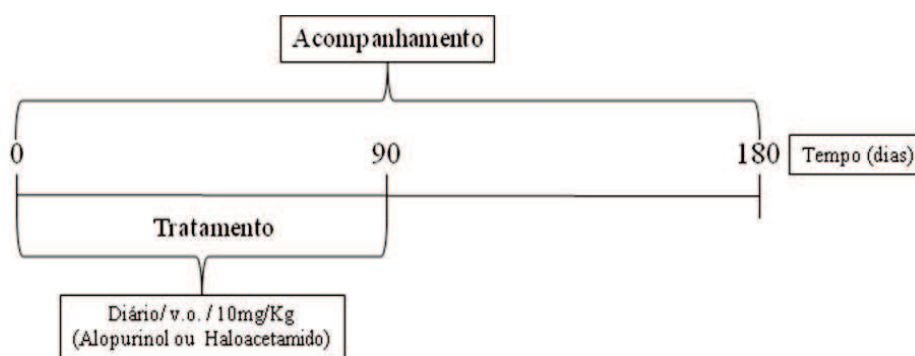 Acompanhamento
0 90 180 Tempo (dias)
Tratamento
Diário/ v.o. / 10mg/Kg
(Alopurinol ou Haloacetamido)